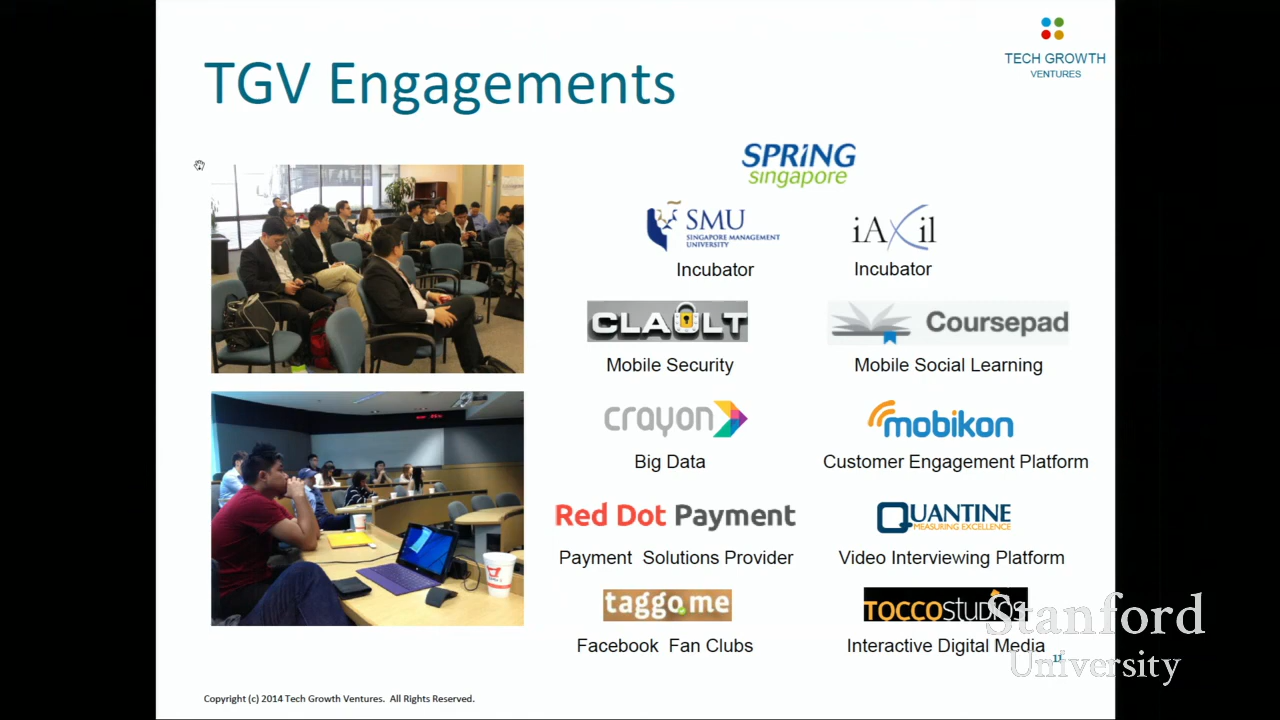 TGV Engagements
TECH GROWTH
VENTURES
SPRiNG
singapore
SMU
SINGAPORE MANAGEMENT
UNIVERSITY
Incubator
iAXil
Incubator
CLAULT
Mobile Security
Coursepad
Mobile Social Learning
crayon
Big Data
mobikon
Customer Engagement Platform
Red Dot Payment
Payment Solutions Provider
QUANTINE
MEASURING EXCELLENCE
Video Interviewing Platform
taggo.me
Facebook Fan Clubs
TOCCOSTUDIOS
Interactive Digital Media
11
Stanford
University
Copyright (c) 2014 Tech Growth Ventures. All Rights Reserved.